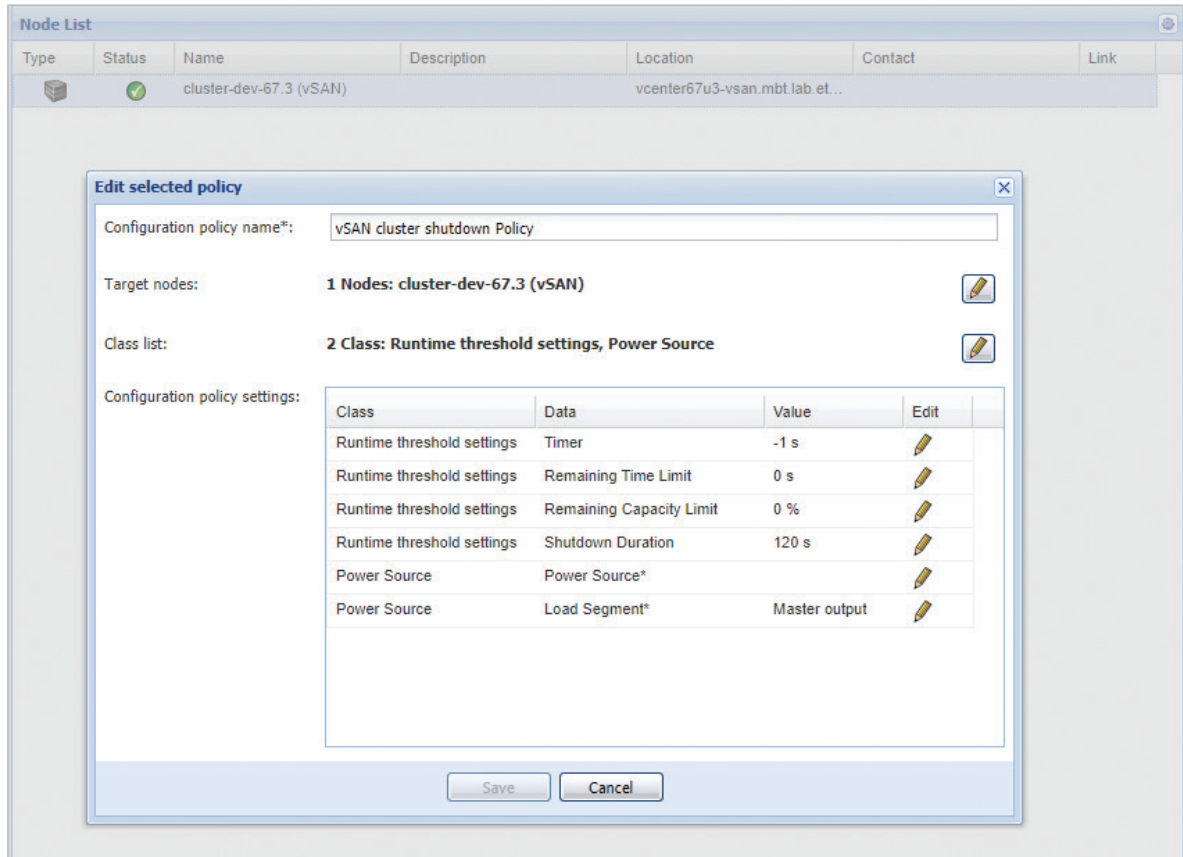 Node List
Type Status Name Description Location Contact Link
cluster-dev-67.3 (vSAN) vcenter67u3-vsan.mbt.lab.et...
Edit selected policy
Configuration policy name*: vSAN cluster shutdown Policy
Target nodes: 1 Nodes: cluster-dev-67.3 (vSAN)
Class list: 2 Class: Runtime threshold settings, Power Source
Configuration policy settings:
Class Data Value Edit
Runtime threshold settings Timer -1 s
Runtime threshold settings Remaining Time Limit 0 s
Runtime threshold settings Remaining Capacity Limit 0 %
Runtime threshold settings Shutdown Duration 120 s
Power Source Power Source*
Power Source Load Segment* Master output
Save Cancel